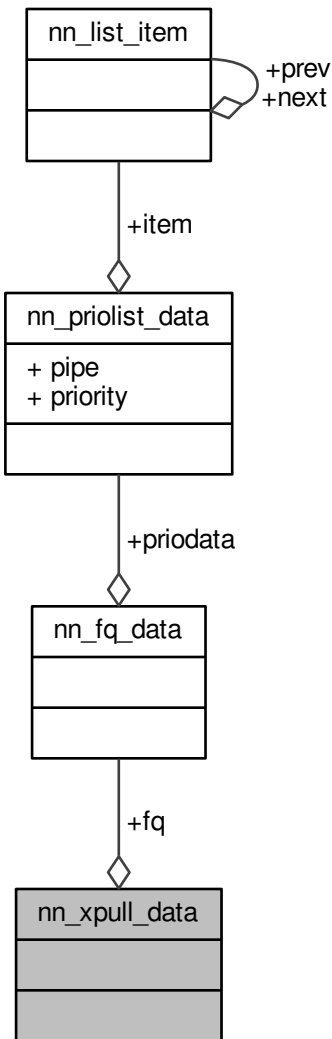 nn_list_item
+prev
+next
+item
nn_priolist_data
+ pipe
+ priority
+priodata
nn_fq_data
+fq
nn_xpull_data